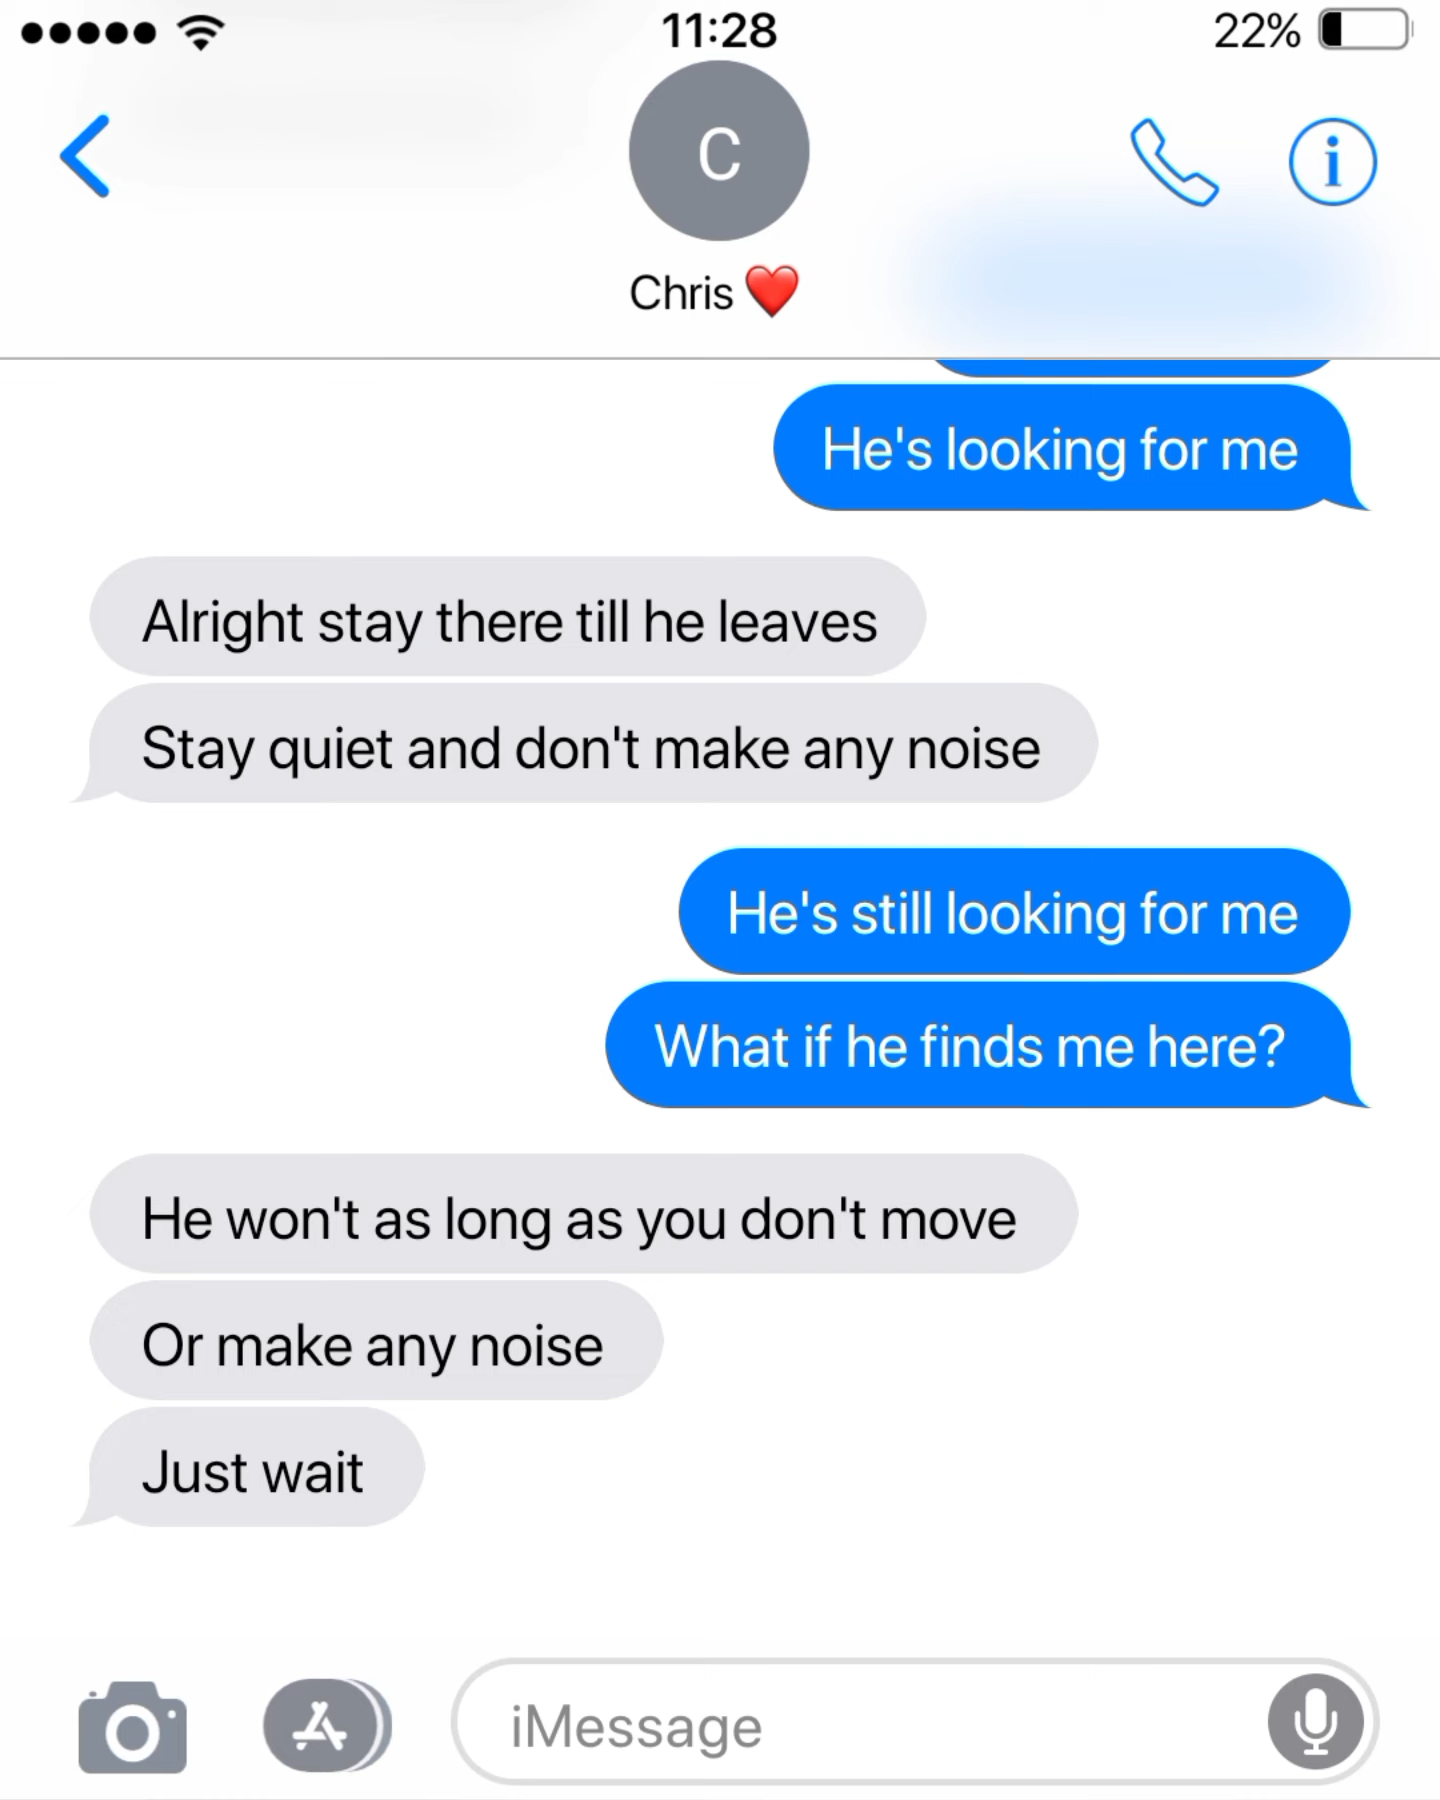 11:28
22%
C
Chris ❤️
He's looking for me
Alright stay there till he leaves
Stay quiet and don't make any noise
He's still looking for me
What if he finds me here?
He won't as long as you don't move
Or make any noise
Just wait
iMessage